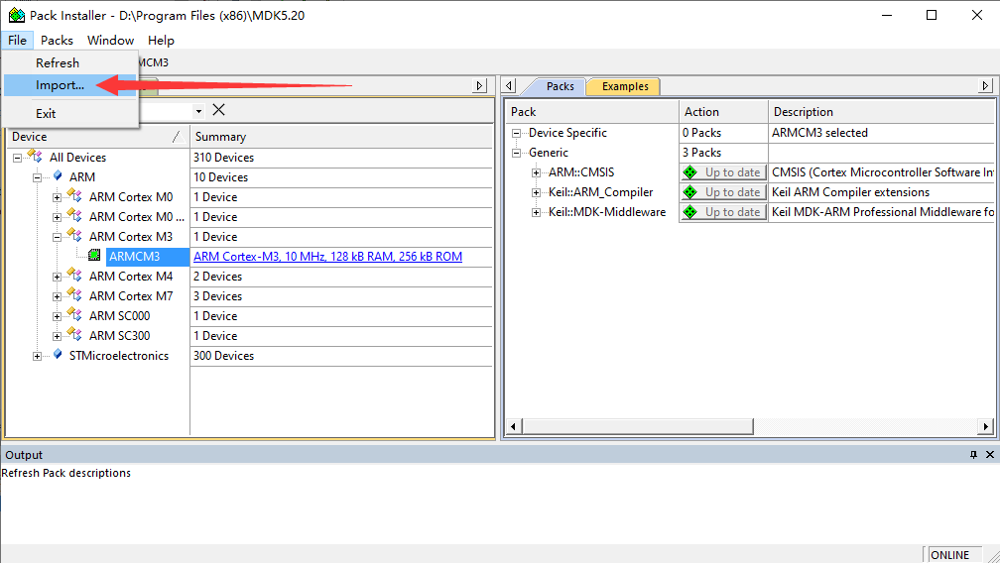 Pack Installer - D:\Program Files (x86)\MDK5.20
File Packs Window Help
Refresh
MCM3
Import...
Exit
Device / Summary
All Devices 310 Devices
ARM 10 Devices
ARM Cortex M0 1 Device
ARM Cortex M0 ... 1 Device
ARM Cortex M3 1 Device
ARMCM3 ARM Cortex-M3, 10 MHz, 128 kB RAM, 256 kB ROM
ARM Cortex M4 2 Devices
ARM Cortex M7 3 Devices
ARM SC000 1 Device
ARM SC300 1 Device
STMicroelectronics 300 Devices
Packs Examples
Pack Action Description
Device Specific 0 Packs ARMCM3 selected
Generic 3 Packs
ARM::CMSIS Up to date CMSIS (Cortex Microcontroller Software Int
Keil::ARM_Compiler Up to date Keil ARM Compiler extensions
Keil::MDK-Middleware Up to date Keil MDK-ARM Professional Middleware fo
Output
Refresh Pack descriptions
ONLINE